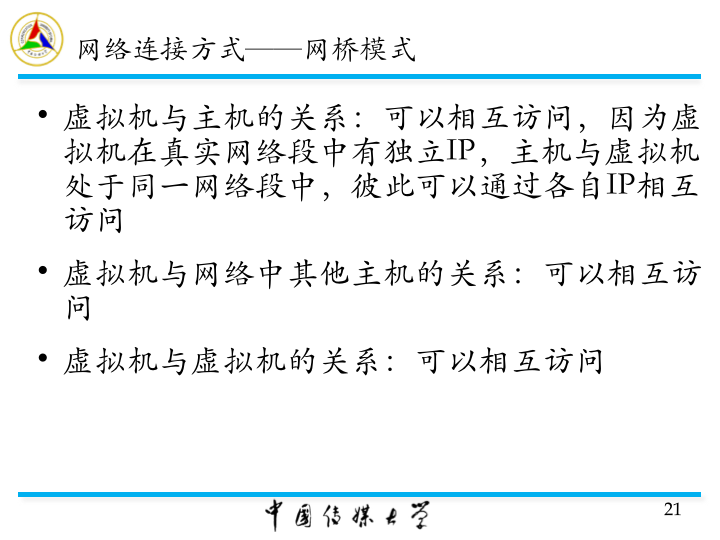 网络连接方式——网桥模式
• 虚拟机与主机的关系：可以相互访问，因为虚
拟机在真实网络段中有独立IP，主机与虚拟机
处于同一网络段中，彼此可以通过各自IP相互
访问
• 虚拟机与网络中其他主机的关系：可以相互访
问
• 虚拟机与虚拟机的关系：可以相互访问
中国传媒大学
21